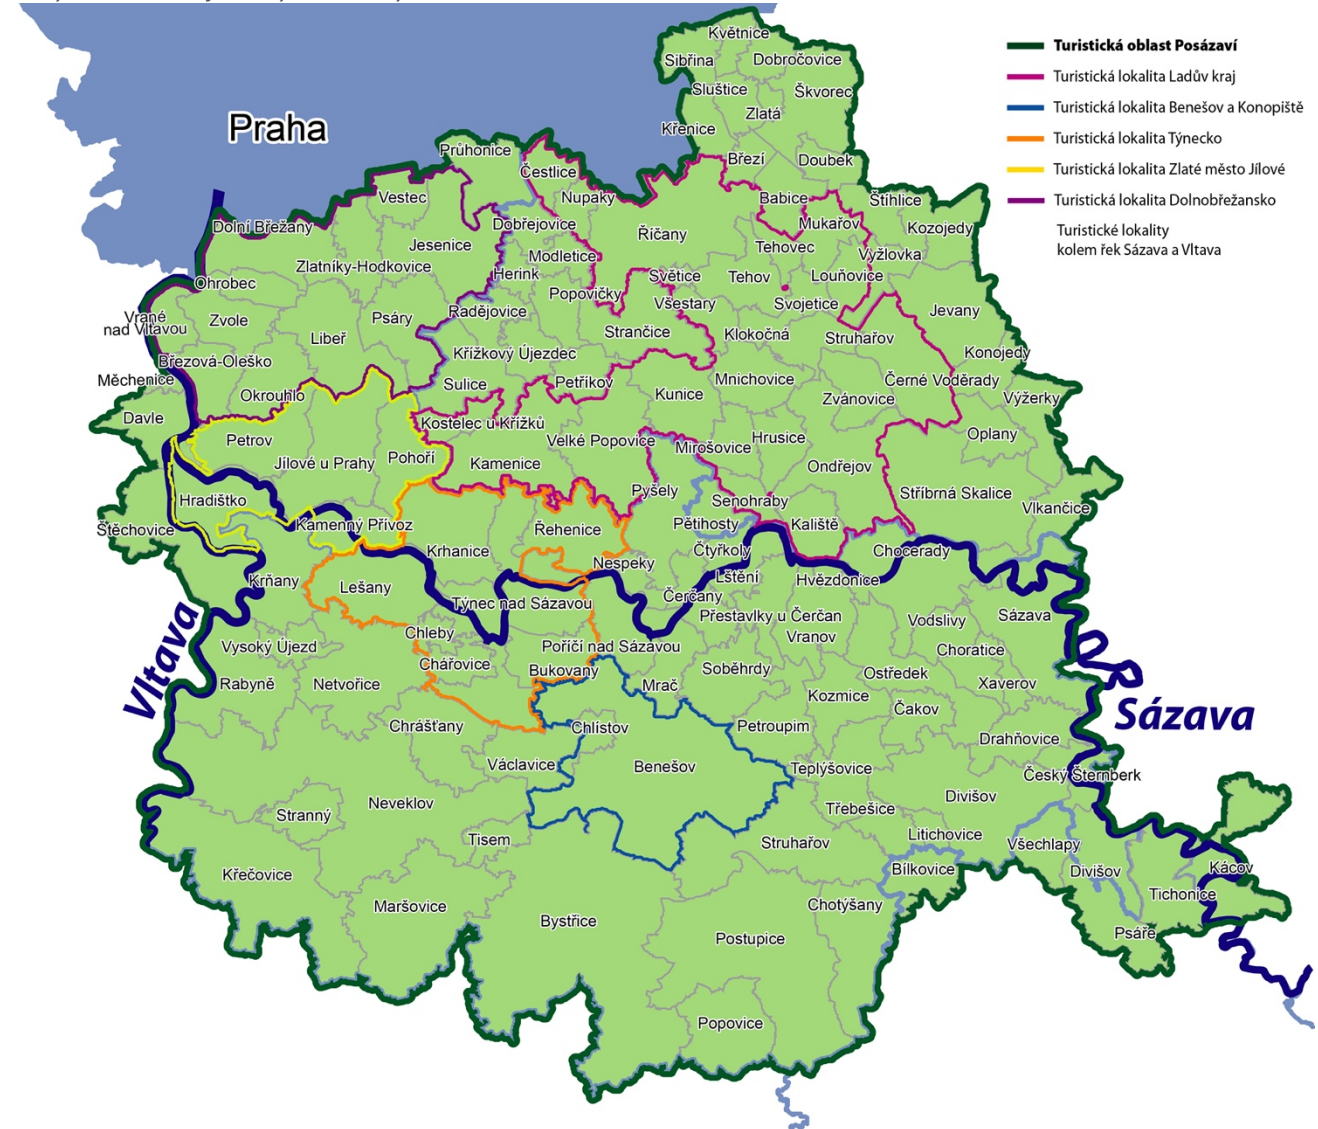 Květnice
Turistická oblast Posázaví
Sibřina
Dobročovice
Turistická lokalita Ladův kraj
Sluštice
Škvorec
Turistická lokalita Benešov a Konopiště
Zlatá
Praha
Křenice
Turistická lokalita Týnecko
Průhonice
Březí
Doubek
Turistická lokalita Zlaté město Jílové
Čestlice
Vestec
Nupaky
Babice
Štíhlice
Turistická lokalita Dolnobřežansko
Dolní Břežany
Dobřejovice
Mukařov
Kozojedy
Turistické lokality
kolem řek Sázava a Vltava
Říčany
Jesenice
Tehovec
Modletice
Vyžlovka
Zlatníky-Hodkovice
Herink
Světice
Tehov
Louňovice
Ohrobec
Popovičky
Všestary
Svojetice
Jevany
Vrané
nad Vltavou
Zvole
Psáry
Radějovice
Libeř
Strančice
Klokočná
Struhařov
Křížkový Újezdec
Konojedy
Březová-Oleško
Měchenice
Sulice
Petříkov
Mnichovice
Černé Voděrady
Okrouhlo
Kunice
Zvánovice
Výžerky
Davle
Kostelec u Křížků
Petrov
Velké Popovice
Mirošovice
Hrusice
Oplany
Jílové u Prahy
Pohoří
Kamenice
Ondřejov
Pyšely
Stříbrná Skalice
Hradištko
Senohraby
Vlkančice
Štěchovice
Kamenný Přívoz
Řehenice
Pětihosty
Kaliště
Krhanice
Čtyřkoly
Chocerady
Nespeky
Krňany
Lešany
Lštění
Hvězdonice
Čerčany
Týnec nad Sázavou
Přestavlky u Čerčan
Sázava
Vodslivy
Chleby
Vranov
Vltava
Vysoký Újezd
Poříčí nad Sázavou
Choratice
Chářovice
Bukovany
Soběhrdy
Ostředek
Rabyně
Netvořice
Mrač
Xaverov
Kozmice
Čakov
Sázava
Chrášťany
Chlístov
Petroupim
Drahňovice
Václavice
Benešov
Teplýšovice
Český Šternberk
Neveklov
Divišov
Stranný
Třebešice
Tisem
Struhařov
Litichovice
Všechlapy
Křečovice
Bílkovice
Divišov
Kácov
Tichonice
Maršovice
Chotýšany
Bystřice
Psáře
Postupice
Popovice